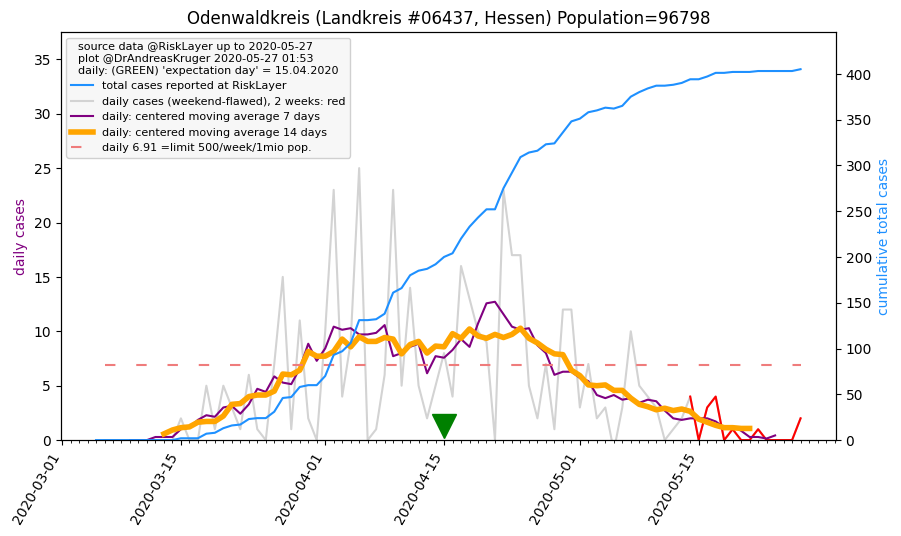 Odenwaldkreis (Landkreis #06437, Hessen) Population=96798
source data @RiskLayer up to 2020-05-27
plot @DrAndreasKruger 2020-05-27 01:53
daily: (GREEN) 'expectation day' = 15.04.2020
total cases reported at RiskLayer
daily cases (weekend-flawed), 2 weeks: red
daily: centered moving average 7 days
daily: centered moving average 14 days
daily 6.91 =limit 500/week/1mio pop.
daily cases
35
30
25
20
15
10
5
0
cumulative total cases
400
350
300
250
200
150
100
50
0
2020-03-01
2020-03-15
2020-04-01
2020-04-15
2020-05-01
2020-05-15